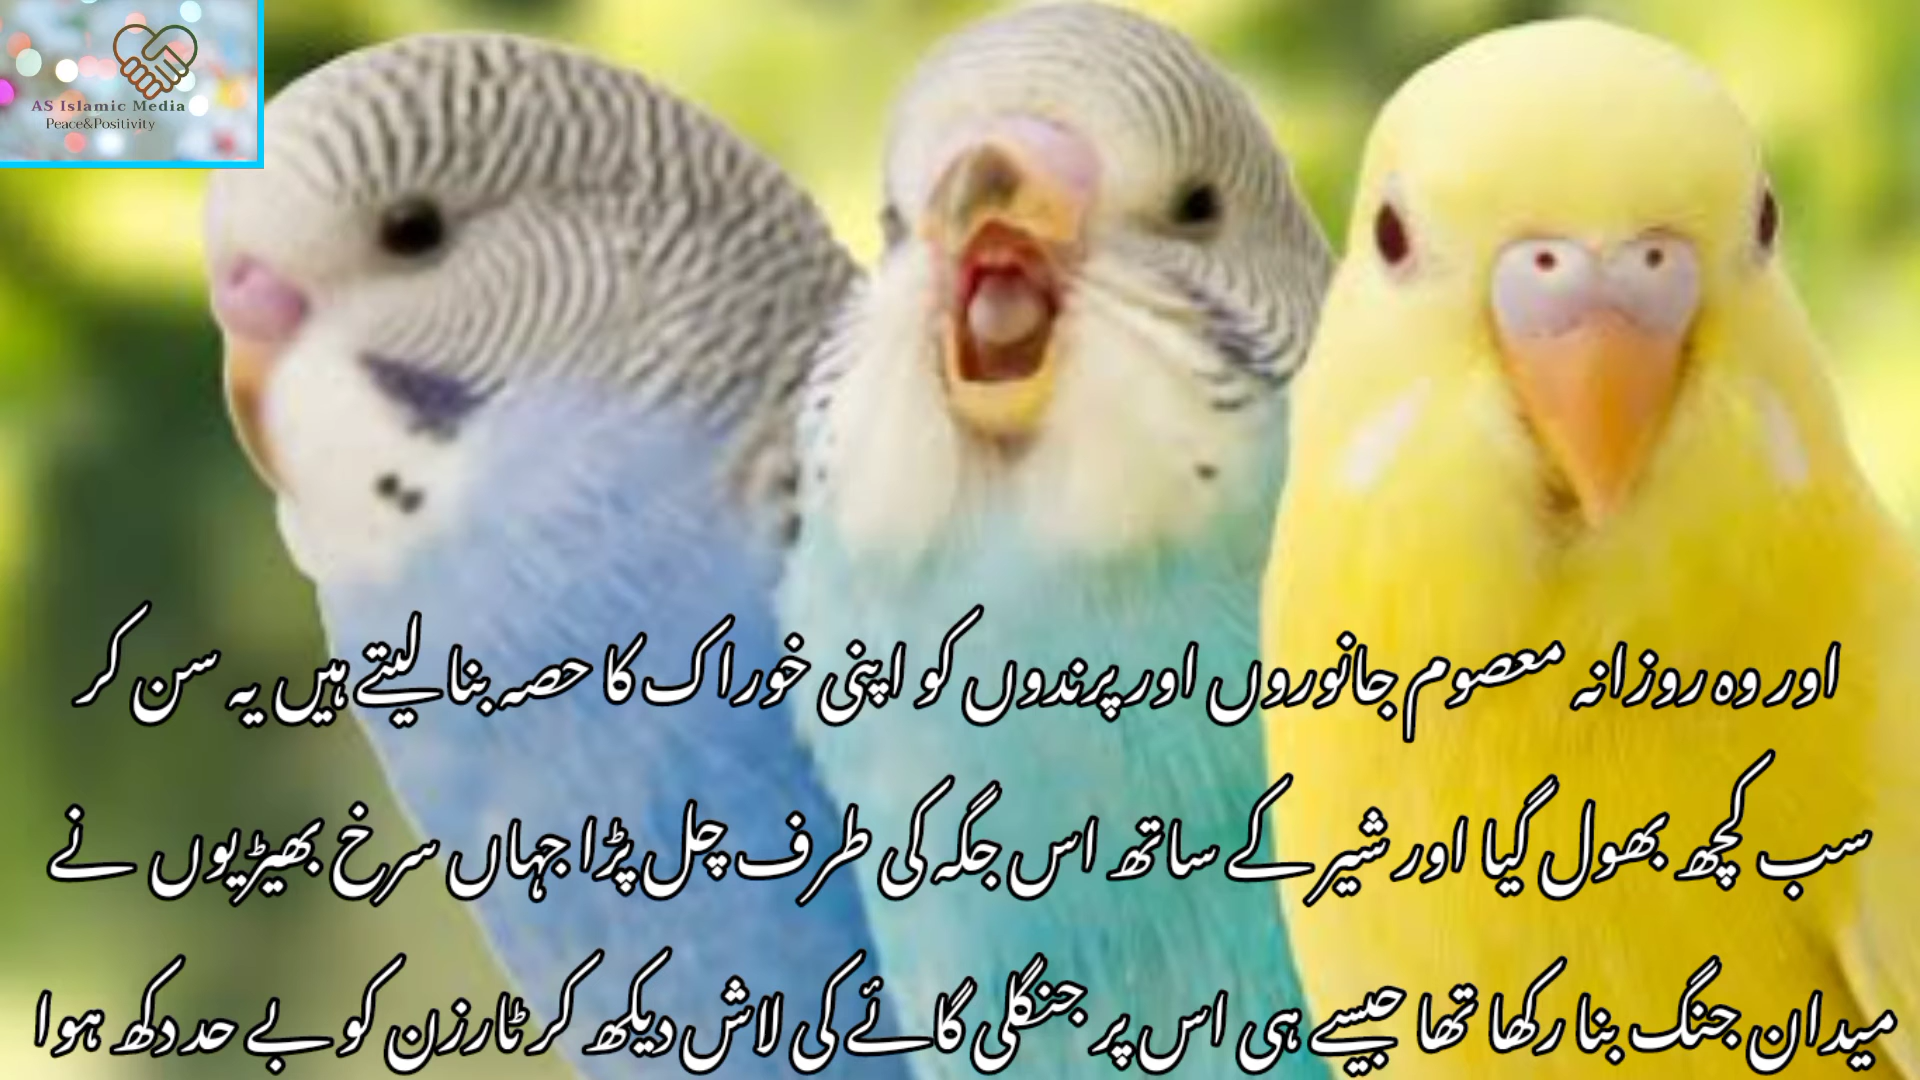 AS Islamic Media
Peace&Positivity
اور وہ روزانہ معصوم جانوروں اور پرندوں کو اپنی خوراک کا حصہ بنا لیتے ہیں یہ سن کر
سب کچھ بھول گیا اور شیر کے ساتھ اس جگہ کی طرف چل پڑا جہاں سرخ بھیڑیوں نے
میدان جنگ بنا رکھا تھا جیسے ہی اس پر جنگلی گائے کی لاش دیکھ کر ٹارزن کو بے حد دکھ ہوا